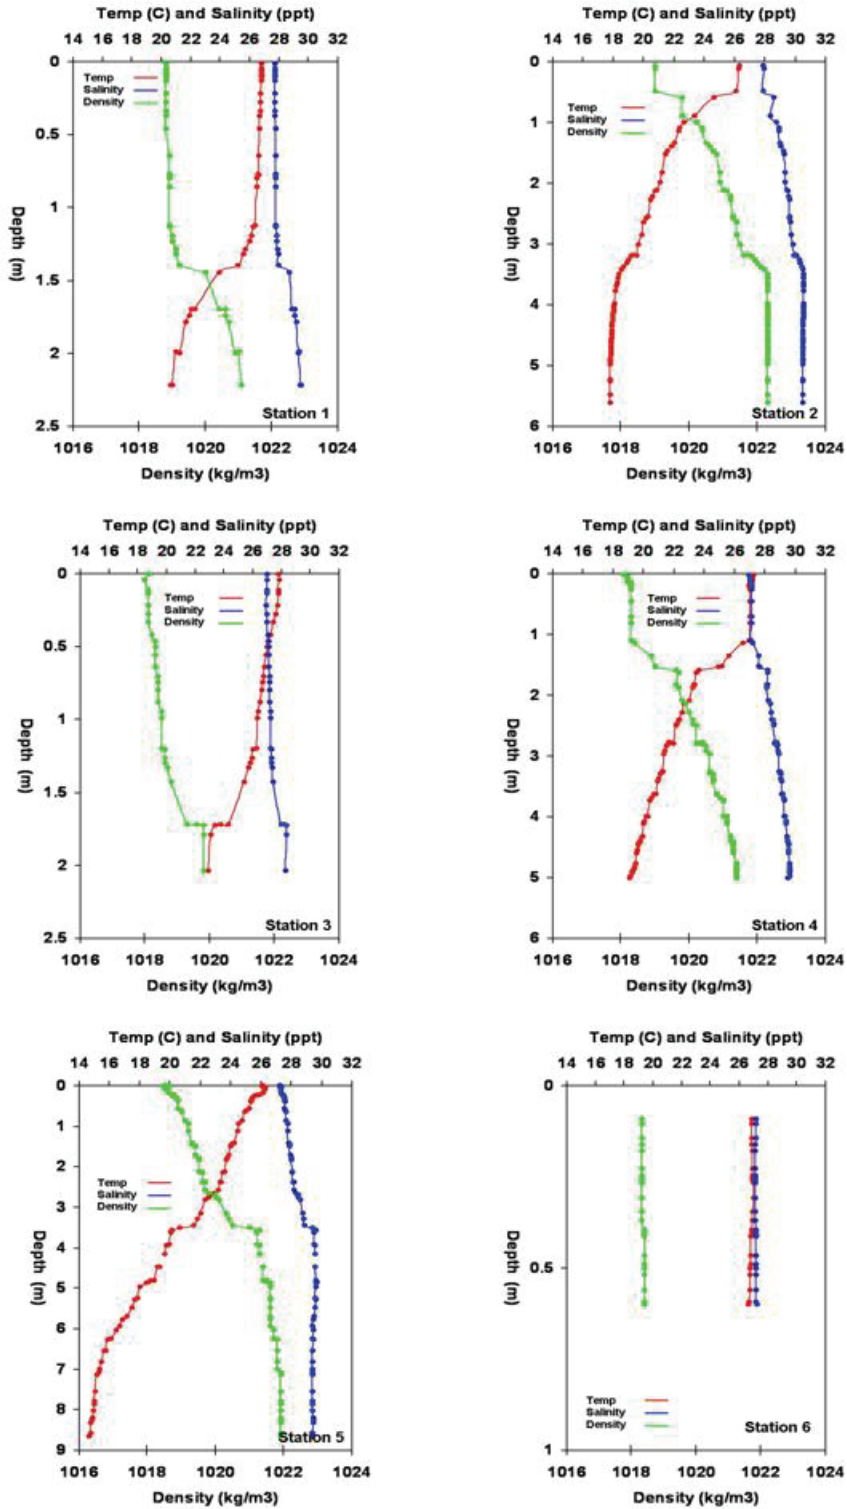 Temp (C) and Salinity (ppt)
14 16 18 20 22 24 26 28 30 32
0
0.5
1
1.5
2
2.5
Depth (m)
Temp
Salinity
Density
Station 1
1016 1018 1020 1022 1024
Density (kg/m3)
Temp (C) and Salinity (ppt)
14 16 18 20 22 24 26 28 30 32
0
1
2
3
4
5
6
Depth (m)
Temp
Salinity
Density
Station 2
1016 1018 1020 1022 1024
Density (kg/m3)
Temp (C) and Salinity (ppt)
14 16 18 20 22 24 26 28 30 32
0
0.5
1
1.5
2
2.5
Depth (m)
Temp
Salinity
Density
Station 3
1016 1018 1020 1022 1024
Density (kg/m3)
Temp (C) and Salinity (ppt)
14 16 18 20 22 24 26 28 30 32
0
1
2
3
4
5
6
Depth (m)
Temp
Salinity
Density
Station 4
1016 1018 1020 1022 1024
Density (kg/m3)
Temp (C) and Salinity (ppt)
14 16 18 20 22 24 26 28 30 32
0
1
2
3
4
5
6
7
8
9
Depth (m)
Temp
Salinity
Density
Station 5
1016 1018 1020 1022 1024
Density (kg/m3)
Temp (C) and Salinity (ppt)
14 16 18 20 22 24 26 28 30 32
0
0.5
1
Depth (m)
Temp
Salinity
Density
Station 6
1016 1018 1020 1022 1024
Density (kg/m3)